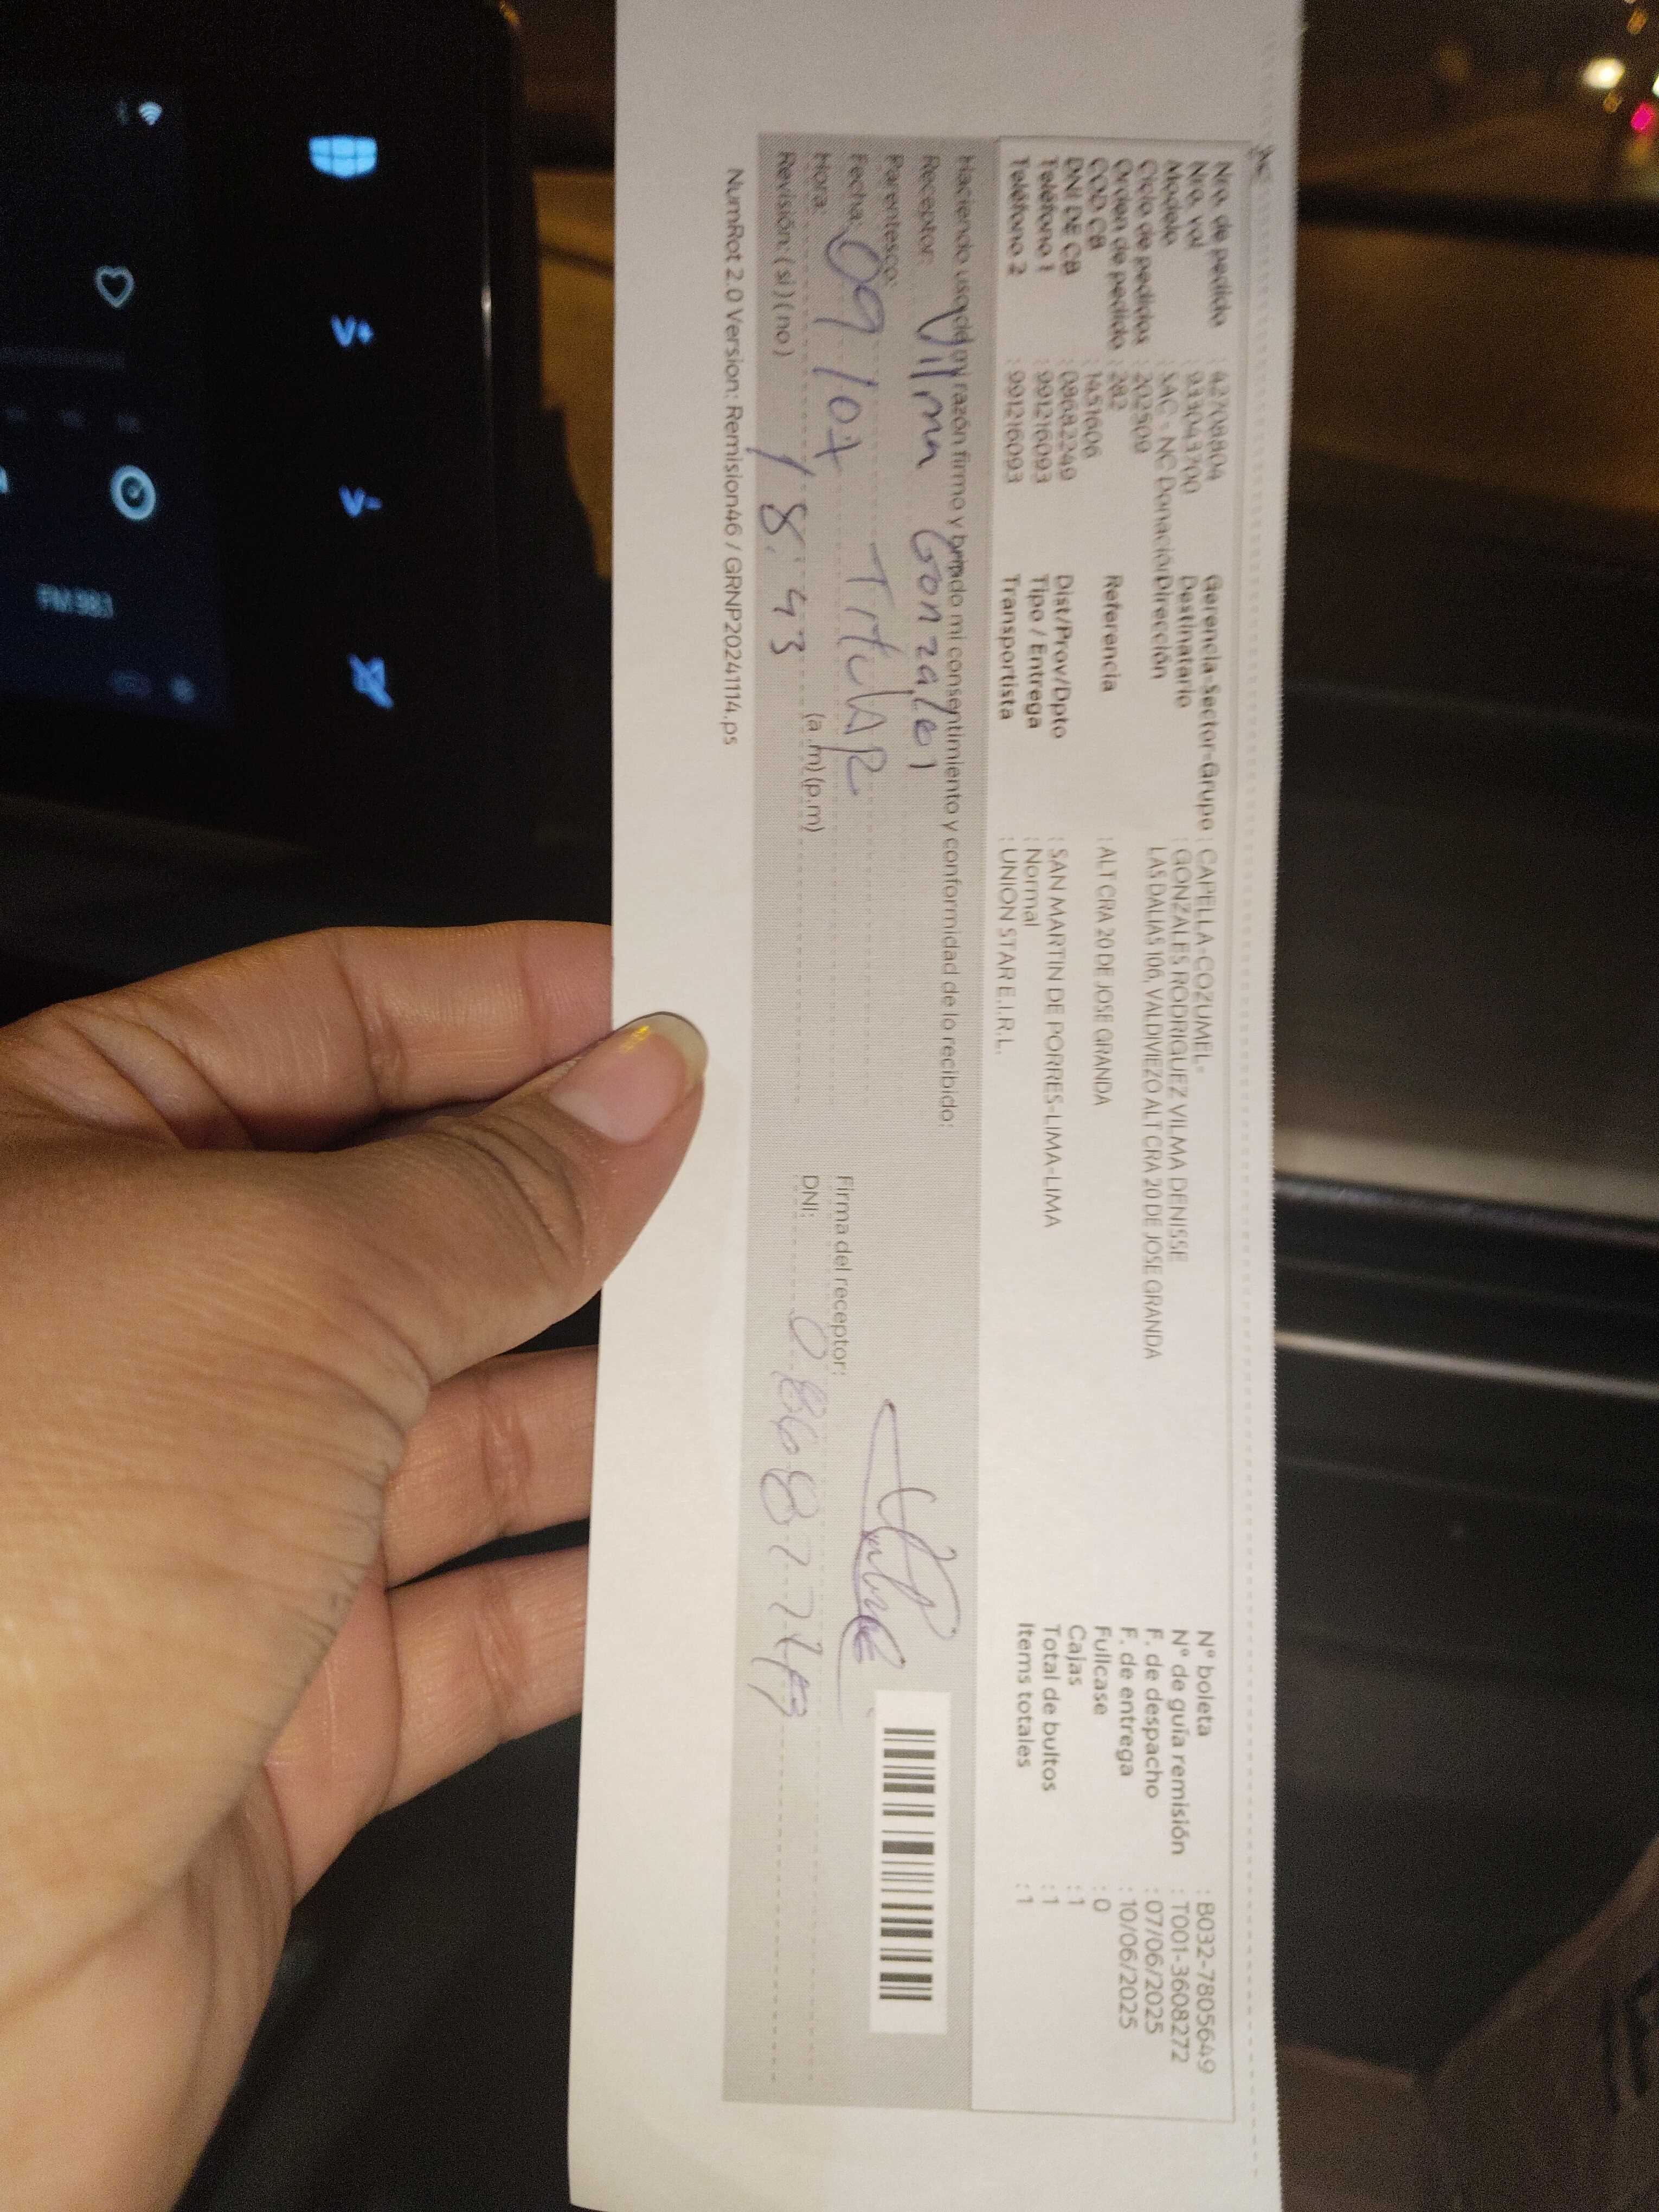 Nro. de pedido : 42708804
Nro. vol : 933043700
Modelo : SAC - NC Donación
Ciclo de pedidos : 202509
Orden de pedido : 282
COD CB : 1451606
DNI DE CB : 08682249
Teléfono 1 : 991216093
Teléfono 2 : 991216093
Gerencia-Sector-Grupo : CAPELLA-COZUMEL-
Destinatario : GONZALES RODRIGUEZ VILMA DENISSE
Dirección LAS DALIAS 106, VALDIVIEZO ALT CRA 20 DE JOSE GRANDA
Referencia : ALT CRA 20 DE JOSE GRANDA
Dist/Prov/Dpto : SAN MARTIN DE PORRES-LIMA-LIMA
Tipo / Entrega : Normal
Transportista : UNION STAR E.I.R.L.
N° boleta : B032-7805649
N° de guía remisión : T001-3608272
F. de despacho : 07/06/2025
F. de entrega : 10/06/2025
Fullcase : 0
Cajas : 1
Total de bultos : 1
Items totales : 1
Haciendo uso de mi razón firmo y brindo mi consentimiento y conformidad de lo recibido:
Receptor: Vilma Gonzales
Parentesco: TITULAR
Fecha: 09/07
Hora: 18:43 (a.m) (p.m)
Revisión: ( si ) ( no )
Firma del receptor:
DNI:
NumRot 2.0 Version: Remision46 / GRNP20241114.ps
V+
V-
FM 98.1